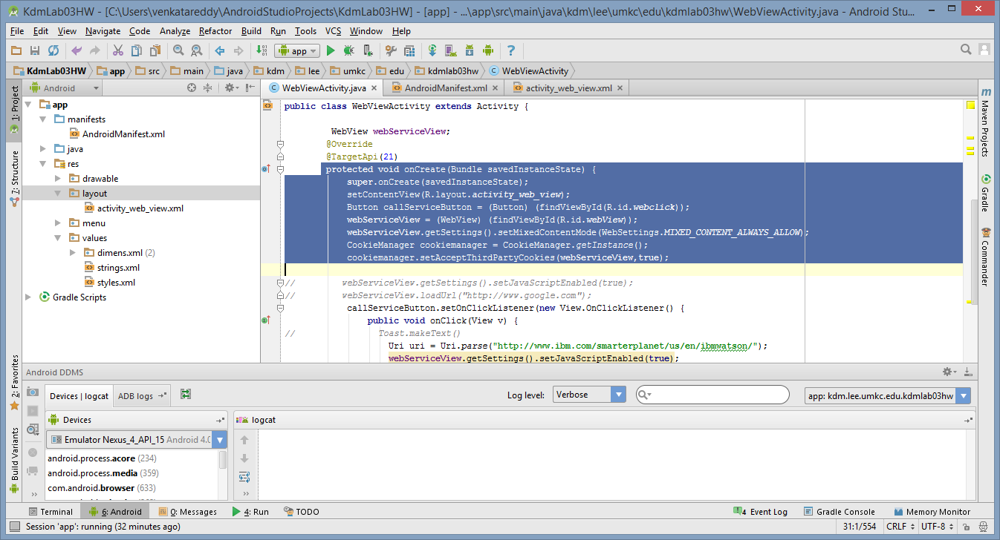 KdmLab03HW - [C:\Users\venkatareddy\AndroidStudioProjects\KdmLab03HW] - [app] - ...\app\src\main\java\kdm\lee\umkc\edu\kdmlab03hw\WebViewActivity.java - Android Stu...
File Edit View Navigate Code Analyze Refactor Build Run Tools VCS Window Help
app
KdmLab03HW app src main java kdm lee umkc edu kdmlab03hw WebViewActivity
1: Project
7: Structure
2: Favorites
Build Variants
Android
app
manifests
AndroidManifest.xml
java
res
drawable
layout
activity_web_view.xml
menu
values
dimens.xml (2)
strings.xml
styles.xml
Gradle Scripts
WebViewActivity.java AndroidManifest.xml activity_web_view.xml
public class WebViewActivity extends Activity {
WebView webServiceView;
@Override
@TargetApi(21)
protected void onCreate(Bundle savedInstanceState) {
super.onCreate(savedInstanceState);
setContentView(R.layout.activity_web_view);
Button callServiceButton = (Button) (findViewById(R.id.webclick));
webServiceView = (WebView) (findViewById(R.id.webView));
webServiceView.getSettings().setMixedContentMode(WebSettings.MIXED_CONTENT_ALWAYS_ALLOW);
CookieManager cookiemanager = CookieManager.getInstance();
cookiemanager.setAcceptThirdPartyCookies(webServiceView,true);
// webServiceView.getSettings().setJavaScriptEnabled(true);
// webServiceView.loadUrl("http://www.google.com");
callServiceButton.setOnClickListener(new View.OnClickListener() {
public void onClick(View v) {
// Toast.makeText()
Uri uri = Uri.parse("http://www.ibm.com/smarterplanet/us/en/ibmwatson/");
webServiceView.getSettings().setJavaScriptEnabled(true);
m Maven Projects
Gradle
Commander
Android DDMS
Devices | logcat ADB logs Log level: Verbose app: kdm.lee.umkc.edu.kdmlab03hw
Devices
logcat
Emulator Nexus_4_API_15 Android 4.0
android.process.acore (234)
android.process.media (359)
com.android.browser (633)
Terminal 6: Android 0: Messages 4: Run TODO 4 Event Log Gradle Console Memory Monitor
Session 'app': running (32 minutes ago) 31:1/554 CRLF UTF-8